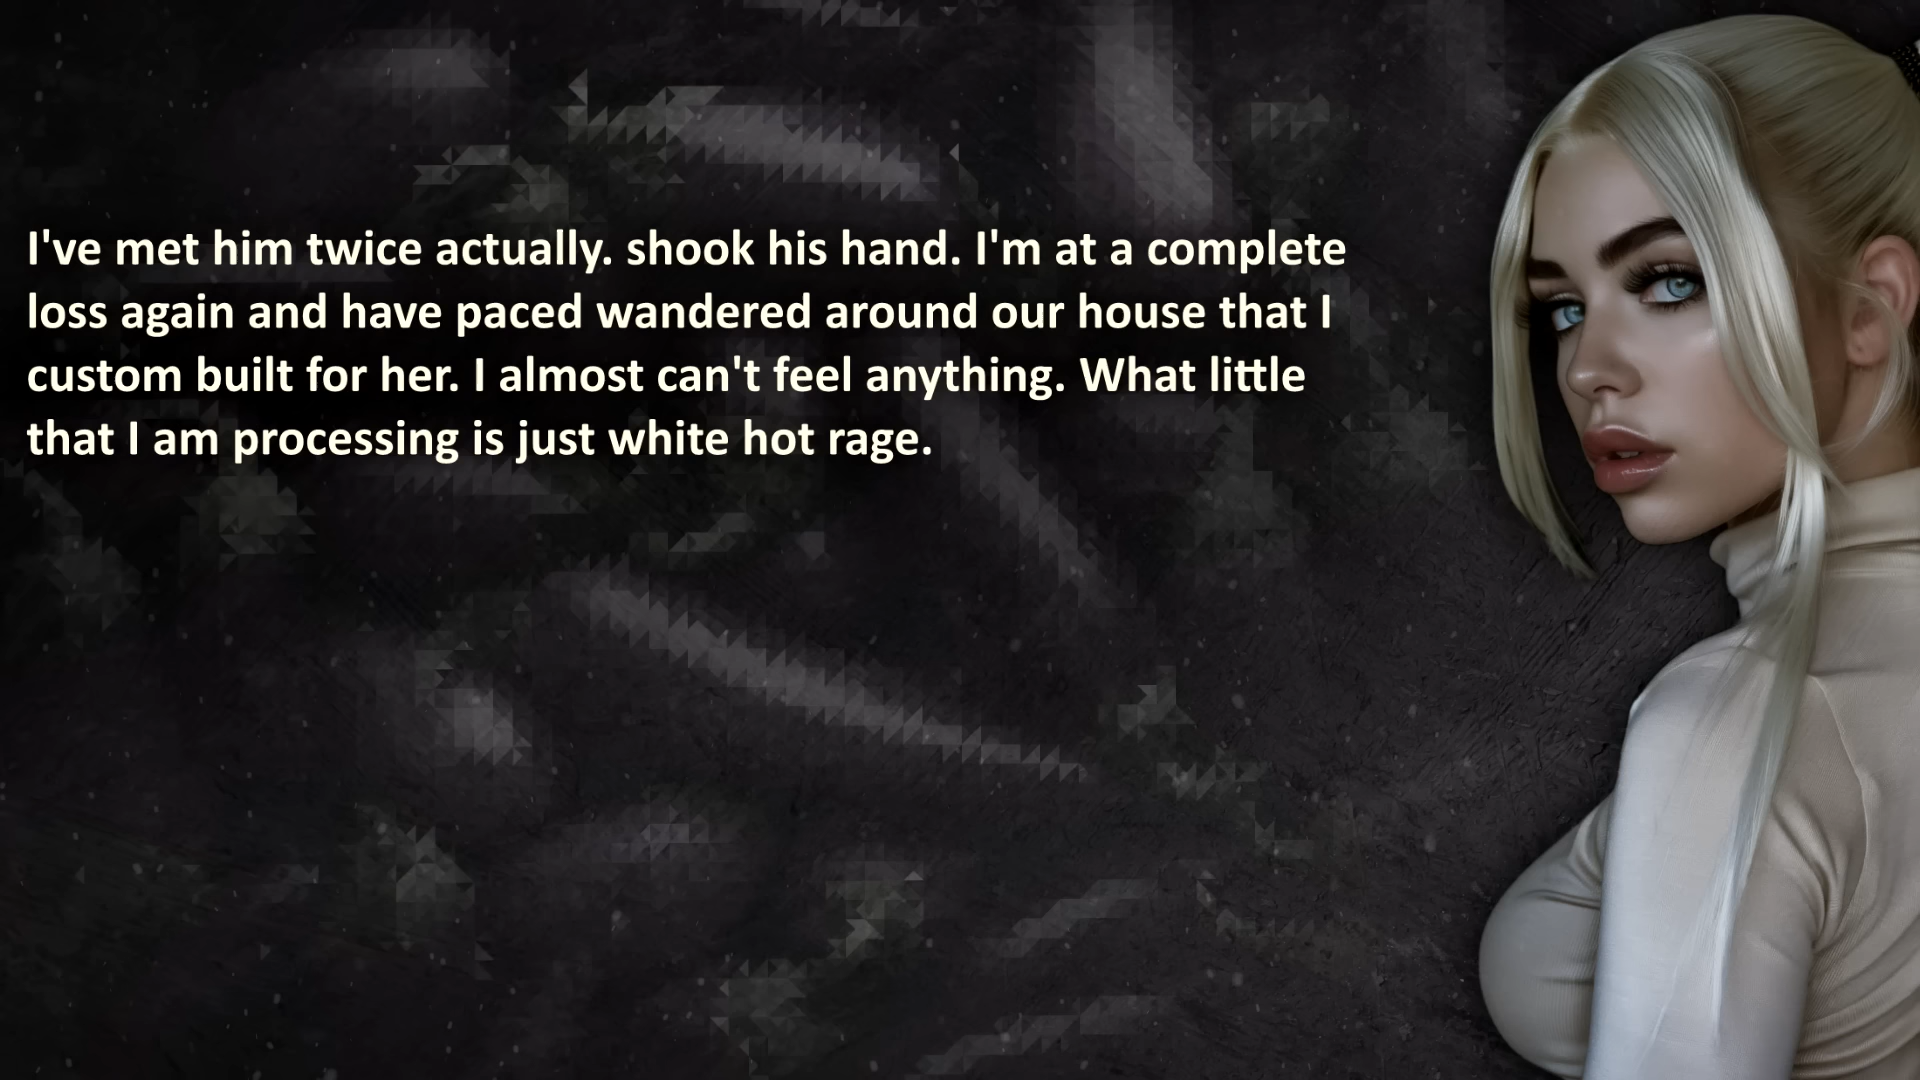 I've met him twice actually. shook his hand. I'm at a complete
loss again and have paced wandered around our house that I
custom built for her. I almost can't feel anything. What little
that I am processing is just white hot rage.